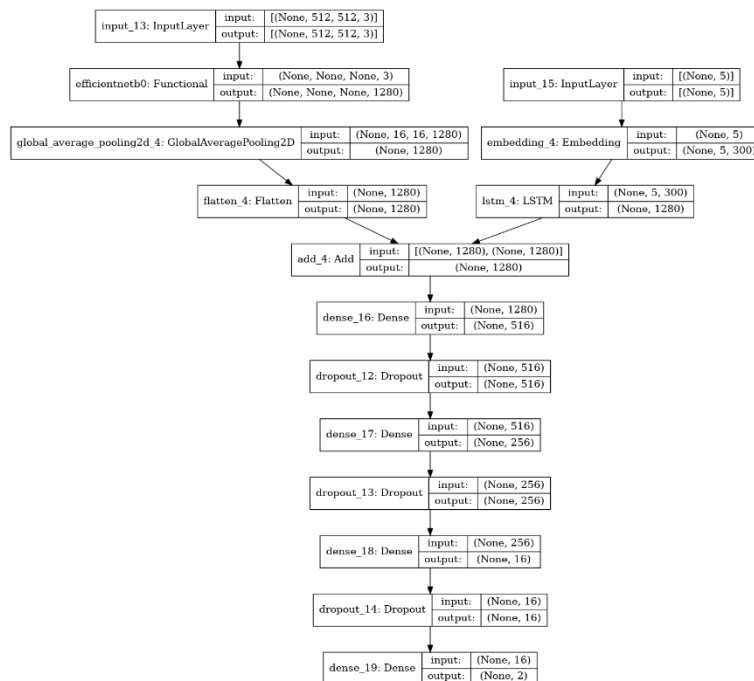 input_13: InputLayer input: [(None, 512, 512, 3)]
output: [(None, 512, 512, 3)]
efficientnetb0: Functional input: (None, None, None, 3)
output: (None, None, None, 1280)
input_15: InputLayer input: [(None, 5)]
output: [(None, 5)]
global_average_pooling2d_4: GlobalAveragePooling2D input: (None, 16, 16, 1280)
output: (None, 1280)
embedding_4: Embedding input: (None, 5)
output: (None, 5, 300)
flatten_4: Flatten input: (None, 1280)
output: (None, 1280)
lstm_4: LSTM input: (None, 5, 300)
output: (None, 1280)
add_4: Add input: [(None, 1280), (None, 1280)]
output: (None, 1280)
dense_16: Dense input: (None, 1280)
output: (None, 516)
dropout_12: Dropout input: (None, 516)
output: (None, 516)
dense_17: Dense input: (None, 516)
output: (None, 256)
dropout_13: Dropout input: (None, 256)
output: (None, 256)
dense_18: Dense input: (None, 256)
output: (None, 16)
dropout_14: Dropout input: (None, 16)
output: (None, 16)
dense_19: Dense input: (None, 16)
output: (None, 2)